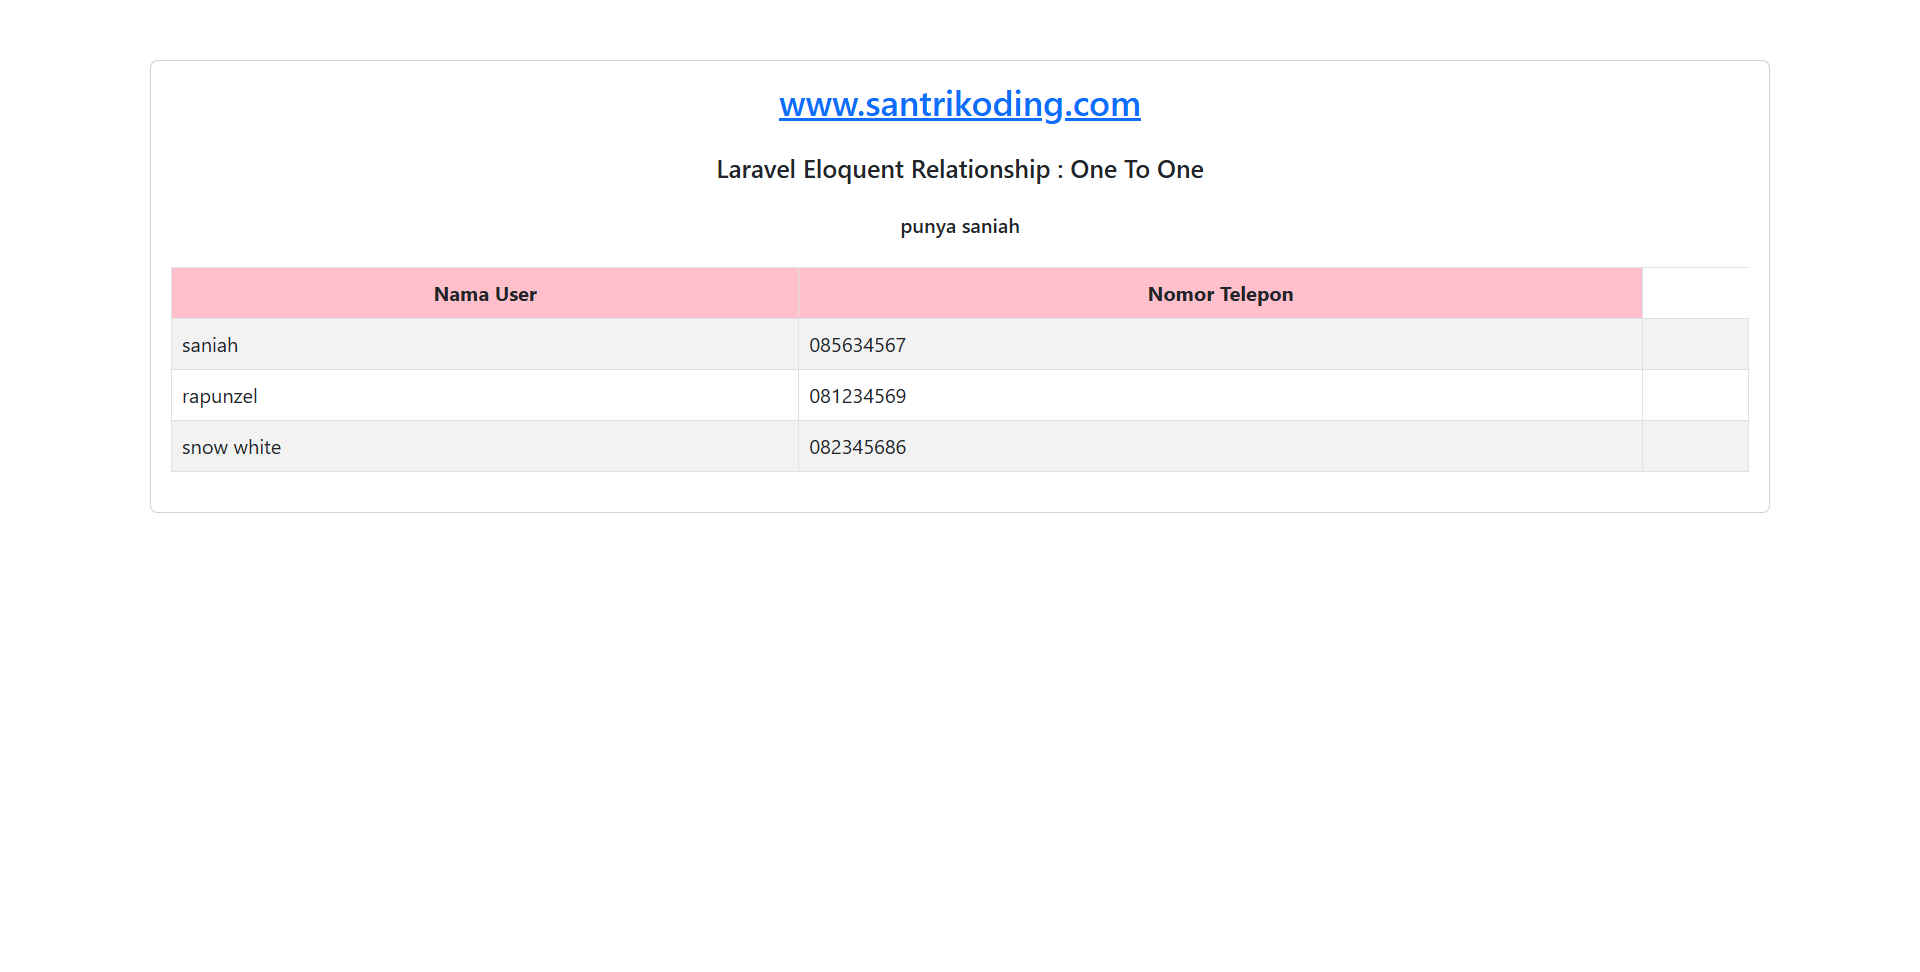 www.santrikoding.com
Laravel Eloquent Relationship : One To One
punya saniah
Nama User Nomor Telepon
saniah 085634567
rapunzel 081234569
snow white 082345686